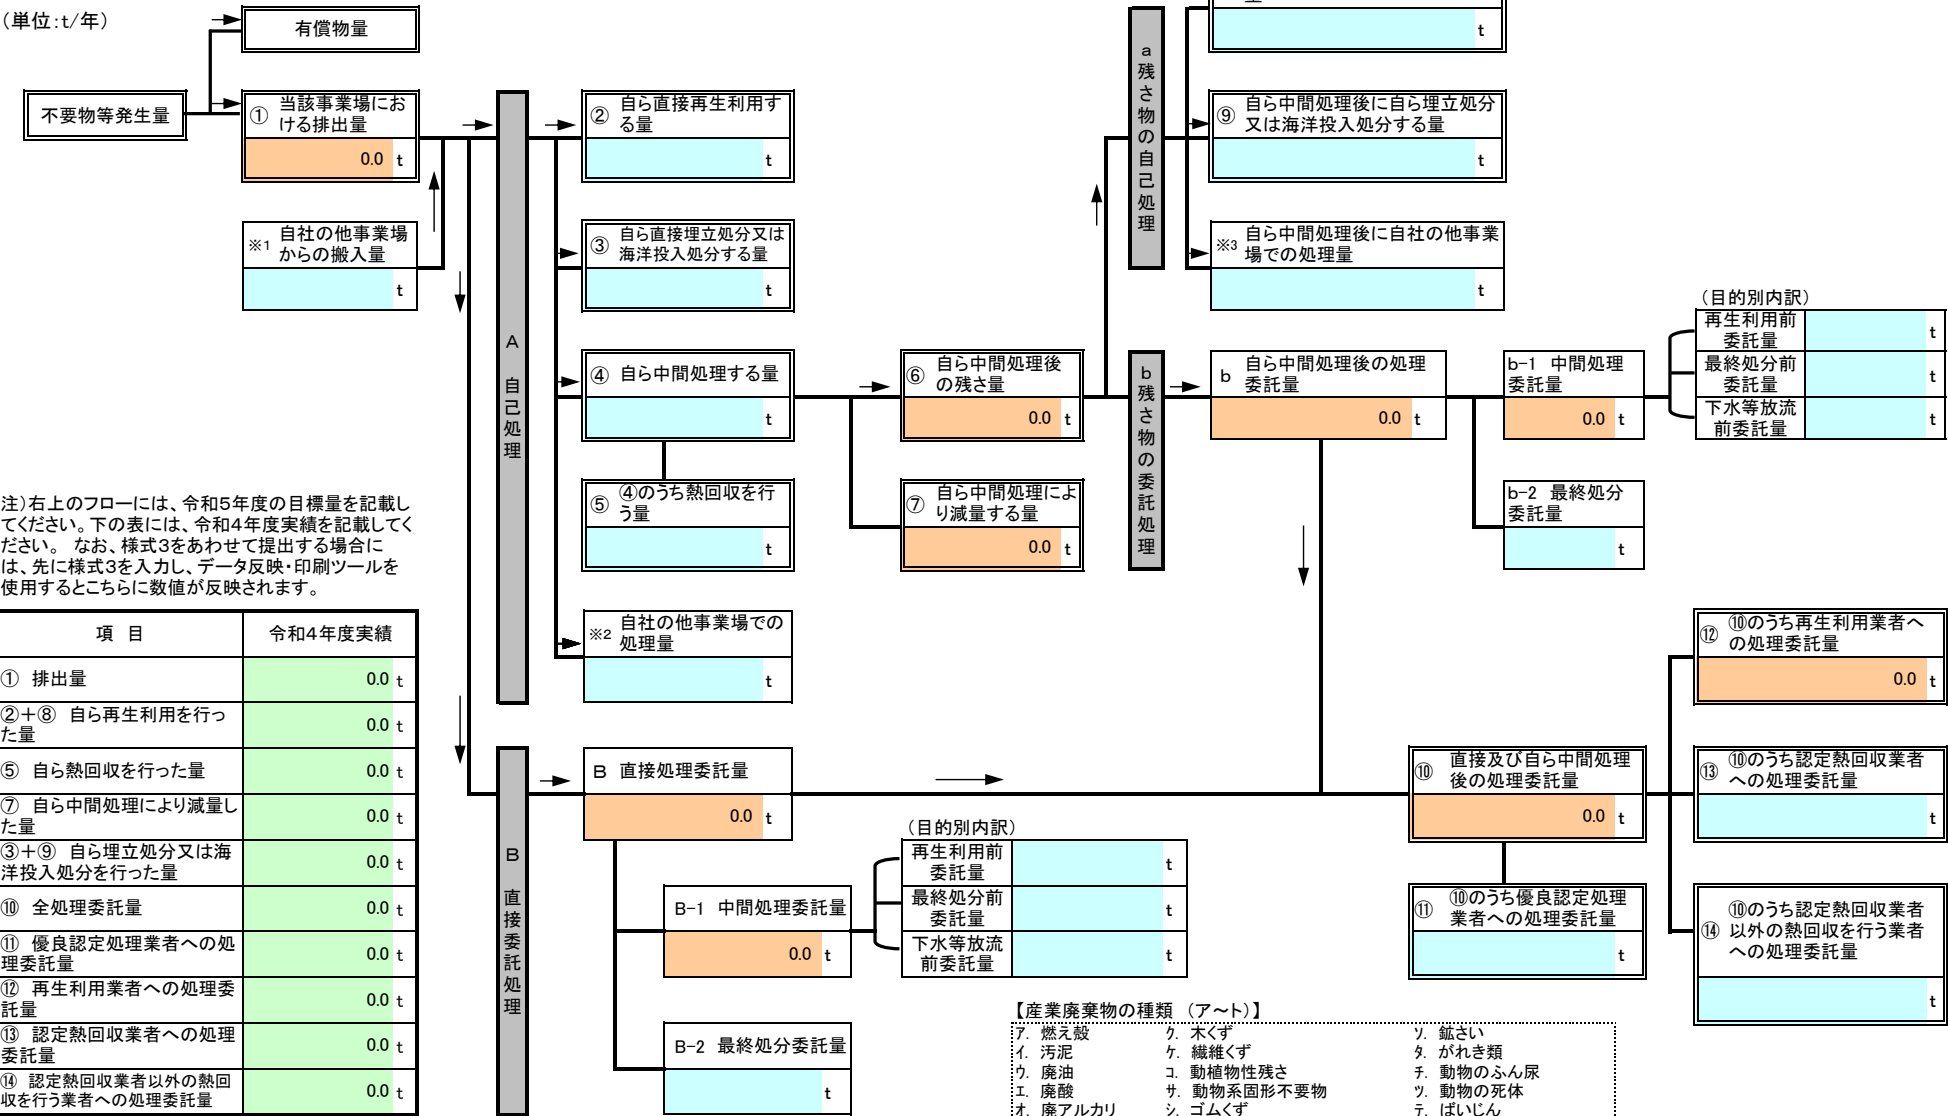 （単位：t/年）
有償物量
不要物等発生量
① 当該事業場にお
ける排出量
0.0 t
※1 自社の他事業場
からの搬入量
t
A 自己処理
② 自ら直接再生利用す
る量
t
③ 自ら直接埋立処分又は
海洋投入処分する量
t
④ 自ら中間処理する量
t
⑤ ④のうち熱回収を行
う量
t
※2 自社の他事業場での
処理量
t
⑥ 自ら中間処理後
の残さ量
0.0 t
⑦ 自ら中間処理によ
り減量する量
0.0 t
a 残さ物の自己処理
t
⑨ 自ら中間処理後に自ら埋立処分
又は海洋投入処分する量
t
※3 自ら中間処理後に自社の他事業
場での処理量
t
b 残さ物の委託処理
b 自ら中間処理後の処理
委託量
0.0 t
b-1 中間処理
委託量
0.0 t
（目的別内訳）
再生利用前
委託量
t
最終処分前
委託量
t
下水等放流
前委託量
t
b-2 最終処分
委託量
t
注）右上のフローには、令和５年度の目標量を記載し
てください。下の表には、令和４年度実績を記載してく
ださい。 なお、様式３をあわせて提出する場合に
は、先に様式３を入力し、データ反映・印刷ツールを
使用するとこちらに数値が反映されます。
項 目 令和４年度実績
① 排出量 0.0 t
②＋⑧ 自ら再生利用を行っ
た量 0.0 t
⑤ 自ら熱回収を行った量 0.0 t
⑦ 自ら中間処理により減量し
た量 0.0 t
③＋⑨ 自ら埋立処分又は海
洋投入処分を行った量 0.0 t
⑩ 全処理委託量 0.0 t
⑪ 優良認定処理業者への処
理委託量 0.0 t
⑫ 再生利用業者への処理委
託量 0.0 t
⑬ 認定熱回収業者への処理
委託量 0.0 t
⑭ 認定熱回収業者以外の熱回
収を行う業者への処理委託量 0.0 t
B 直接委託処理
B 直接処理委託量
0.0 t
B-1 中間処理委託量
0.0 t
（目的別内訳）
再生利用前
委託量
t
最終処分前
委託量
t
下水等放流
前委託量
t
B-2 最終処分委託量
t
⑩ 直接及び自ら中間処理
後の処理委託量
0.0 t
⑪ ⑩のうち優良認定処理
業者への処理委託量
t
⑫ ⑩のうち再生利用業者へ
の処理委託量
0.0 t
⑬ ⑩のうち認定熱回収業者
への処理委託量
t
⑭ ⑩のうち認定熱回収業者
以外の熱回収を行う業者
への処理委託量
t
【産業廃棄物の種類 （ア～ト）】
ア. 燃え殻 ク. 木くず ソ. 鉱さい
イ. 汚泥 ケ. 繊維くず タ. がれき類
ウ. 廃油 コ. 動植物性残さ チ. 動物のふん尿
エ. 廃酸 サ. 動物系固形不要物 ツ. 動物の死体
オ. 廃アルカリ シ. ゴムくず テ. ばいじん